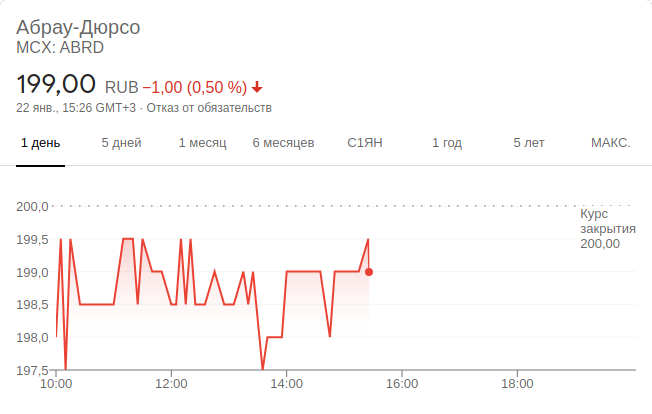 Абрау-Дюрсо
MCX: ABRD
199,00 RUB −1,00 (0,50 %)
22 янв., 15:26 GMT+3 · Отказ от обязательств
1 день 5 дней 1 месяц 6 месяцев С1ЯН 1 год 5 лет МАКС.
200,0
Курс
закрытия
200,00
199,5
199,0
198,5
198,0
197,5
10:00 12:00 14:00 16:00 18:00